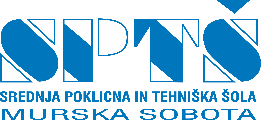 SPTŠ
SREDNJA POKLICNA IN TEHNIŠKA ŠOLA
MURSKA SOBOTA